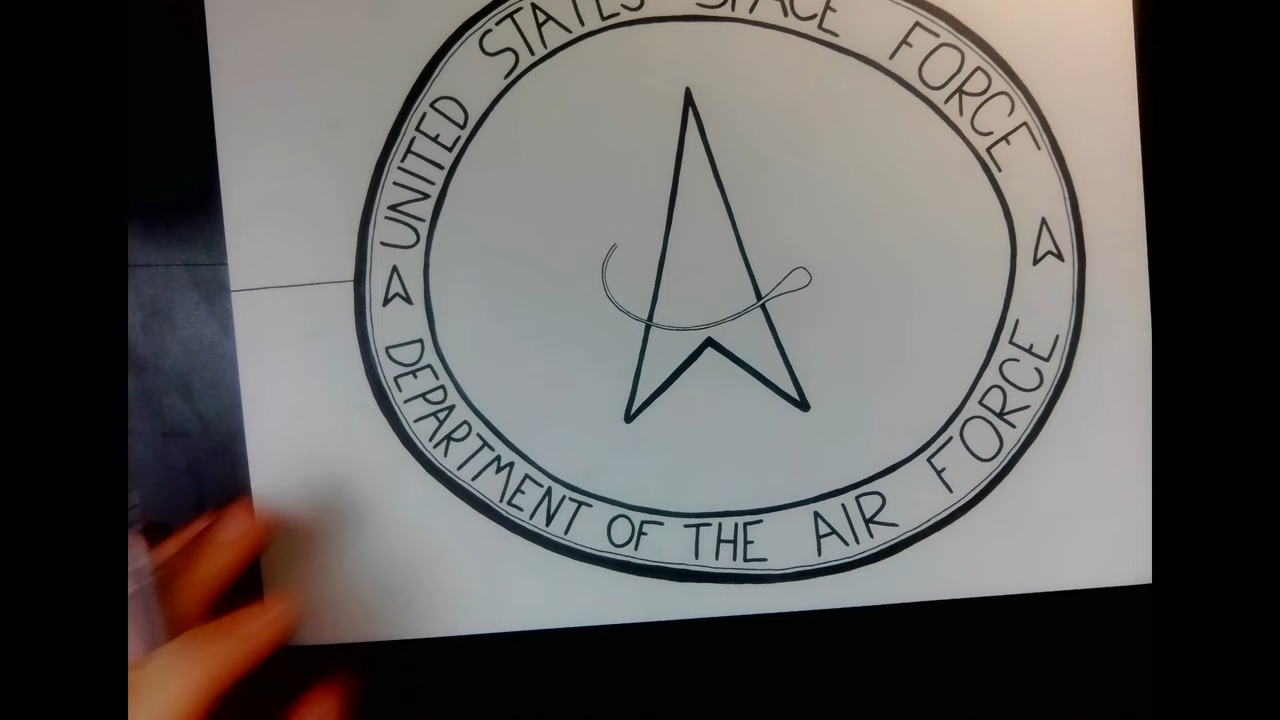 UNITED STATES SPACE FORCE
DEPARTMENT OF THE AIR FORCE